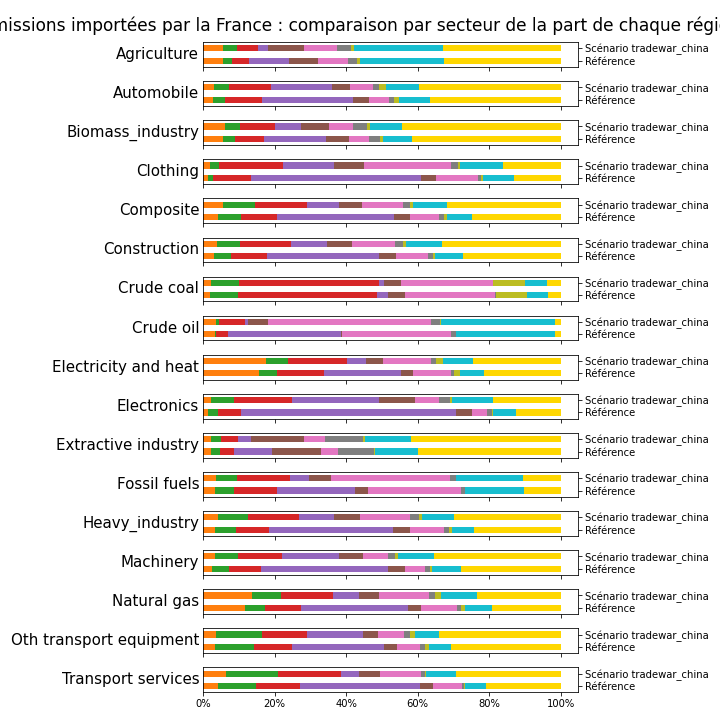 missions importées par la France : comparaison par secteur de la part de chaque régi
Agriculture
Scénario tradewar_china
Référence
Automobile
Scénario tradewar_china
Référence
Biomass_industry
Scénario tradewar_china
Référence
Clothing
Scénario tradewar_china
Référence
Composite
Scénario tradewar_china
Référence
Construction
Scénario tradewar_china
Référence
Crude coal
Scénario tradewar_china
Référence
Crude oil
Scénario tradewar_china
Référence
Electricity and heat
Scénario tradewar_china
Référence
Electronics
Scénario tradewar_china
Référence
Extractive industry
Scénario tradewar_china
Référence
Fossil fuels
Scénario tradewar_china
Référence
Heavy_industry
Scénario tradewar_china
Référence
Machinery
Scénario tradewar_china
Référence
Natural gas
Scénario tradewar_china
Référence
Oth transport equipment
Scénario tradewar_china
Référence
Transport services
Scénario tradewar_china
Référence
0% 20% 40% 60% 80% 100%